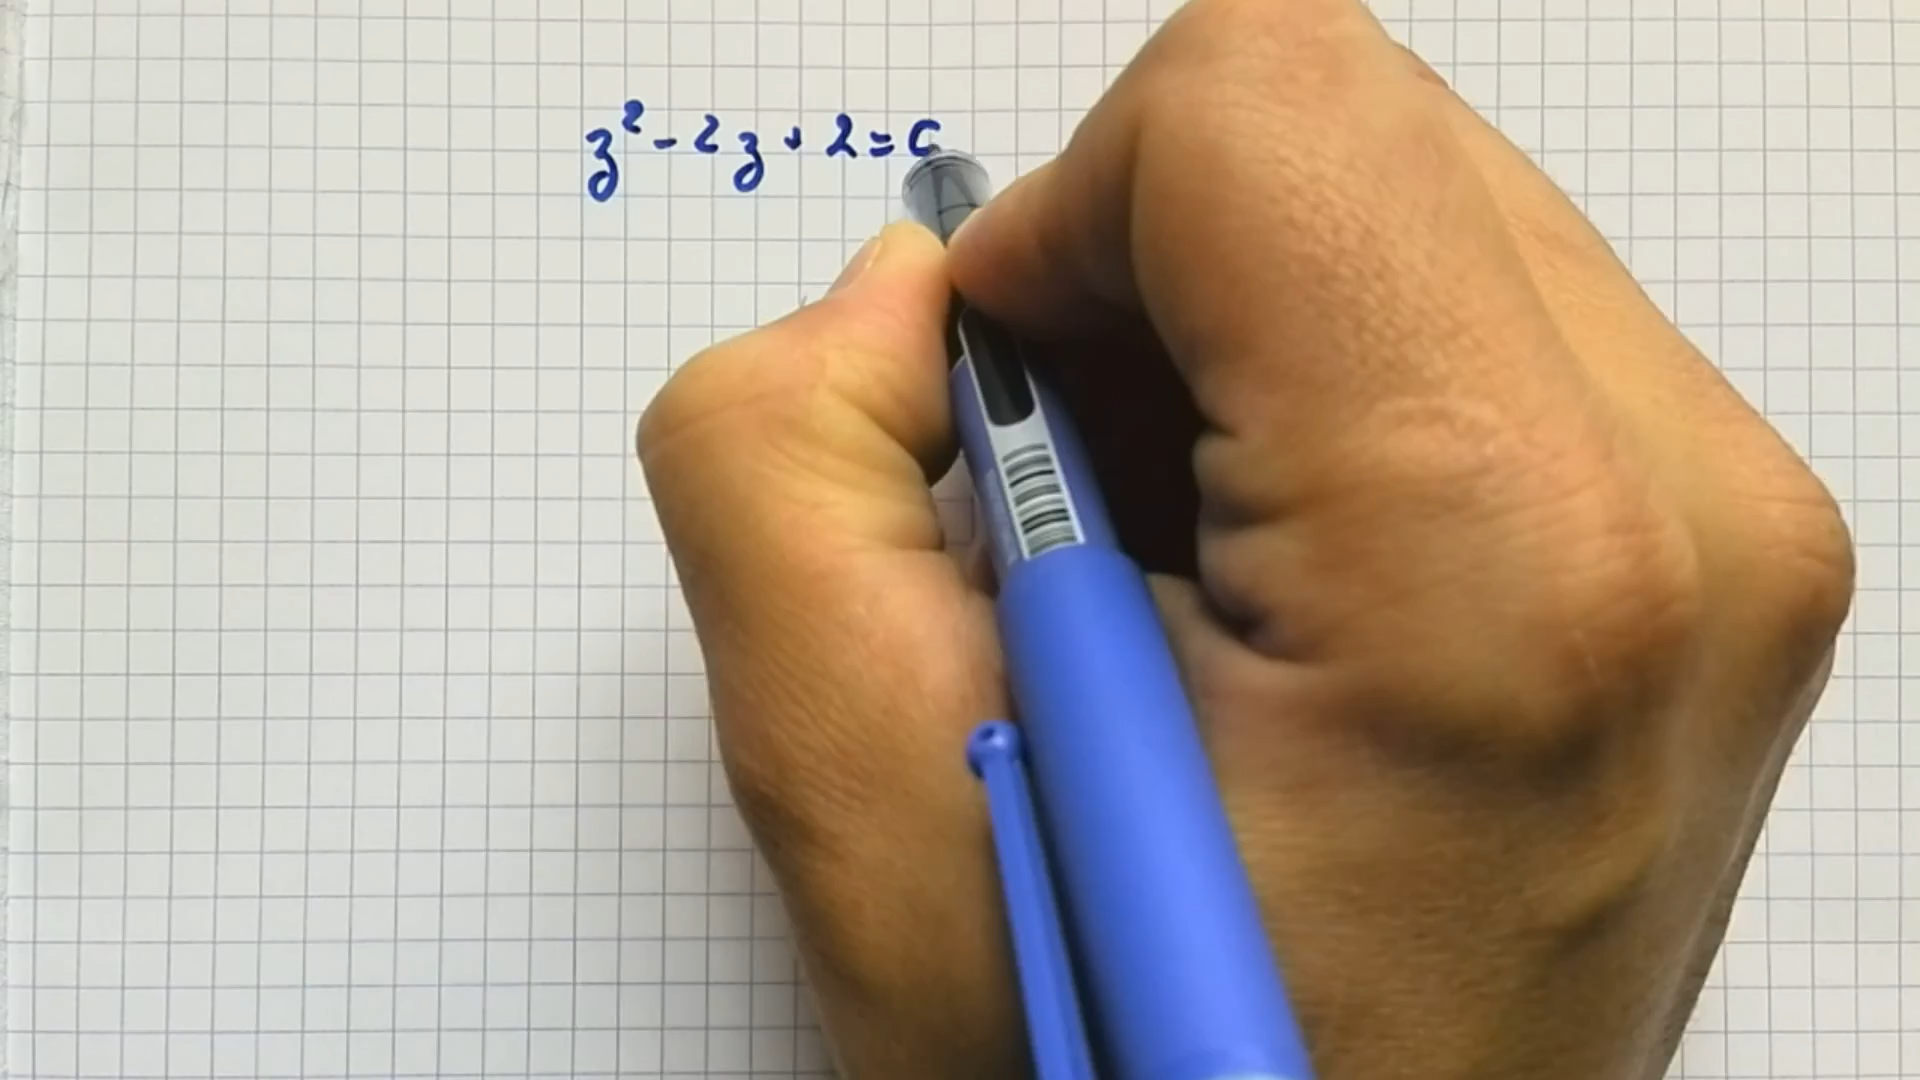 z² - 2z + 2 = 0